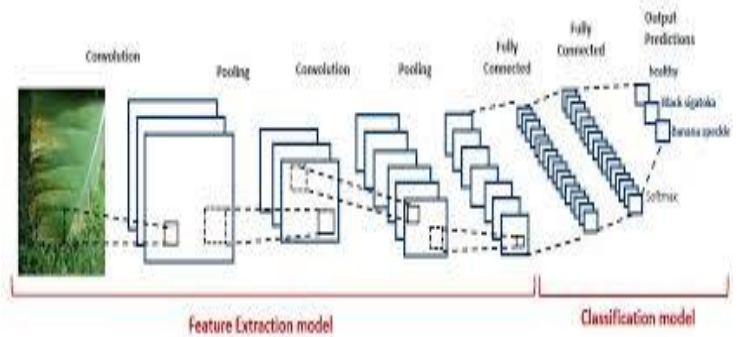 Convolution
Pooling
Convolution
Pooling
Fully
Connected
Fully
Connected
Output
Predictions
healthy
Black sigatoka
Banana speckle
Softmax
Feature Extraction model
Classification model